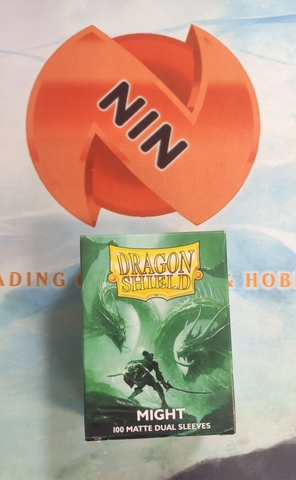 NIN
ADING
& HOBB
DRAGON
SHIELD
MIGHT
100 MATTE DUAL SLEEVES